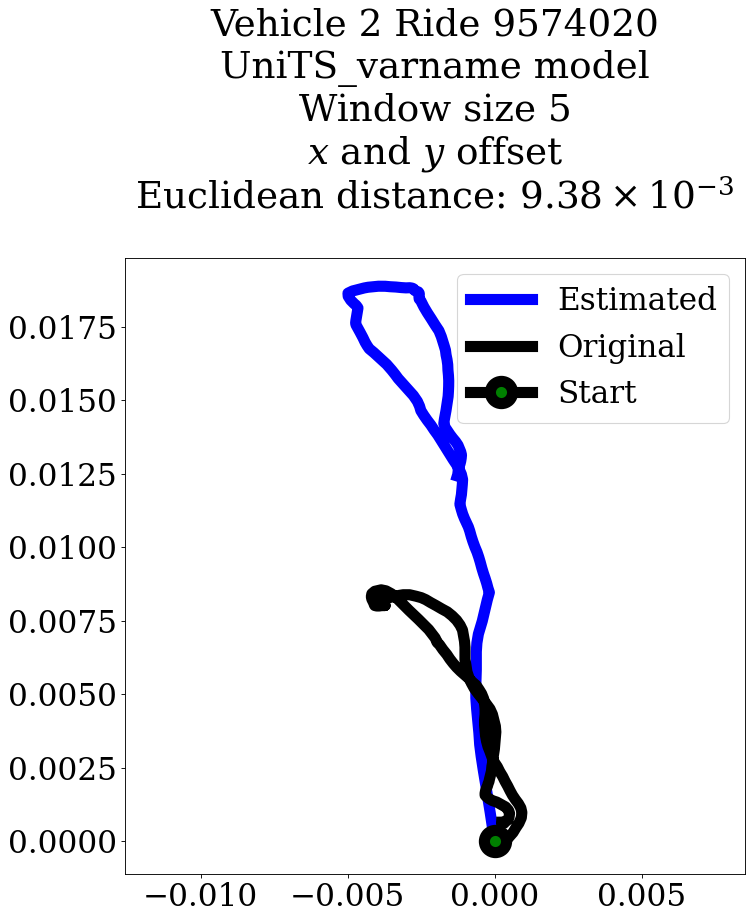 Vehicle 2 Ride 9574020
UniTS_varname model
Window size 5
x and y offset
Euclidean distance: 9.38 × 10⁻³
Estimated
Original
Start
0.0175
0.0150
0.0125
0.0100
0.0075
0.0050
0.0025
0.0000
−0.010 −0.005 0.000 0.005